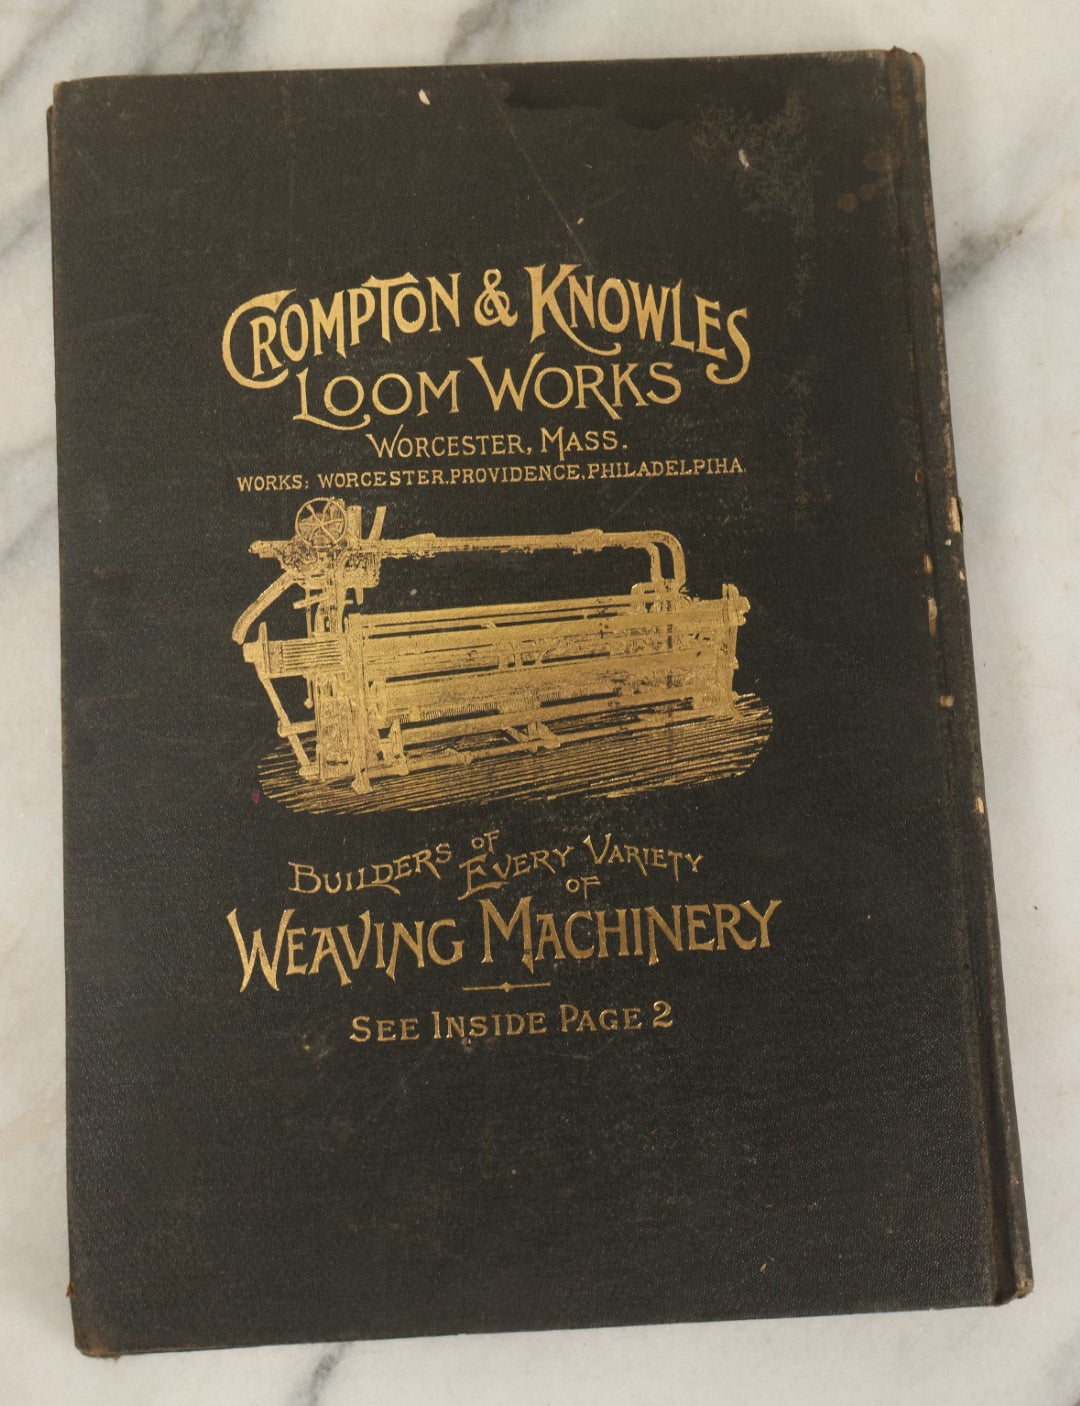 CROMPTON & KNOWLES
LOOM WORKS
WORCESTER, MASS.
WORKS: WORCESTER, PROVIDENCE, PHILADELPIHA.
BUILDERS OF EVERY VARIETY
OF
WEAVING MACHINERY
SEE INSIDE PAGE 2